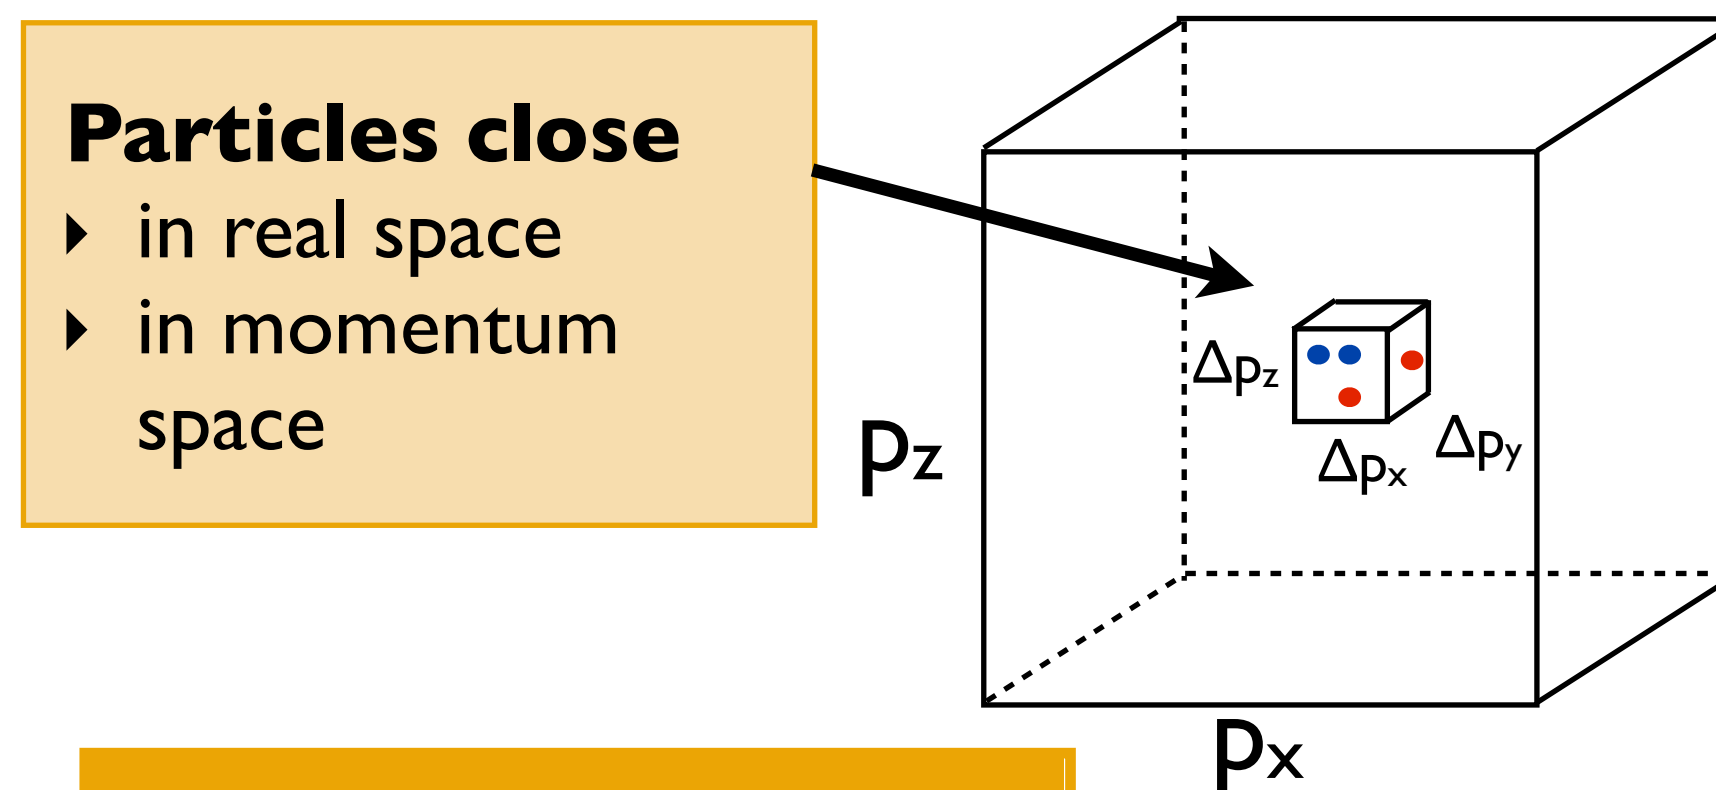 Particles close
‣ in real space
‣ in momentum
space
Δpz
Δpy
Δpx
pz
px